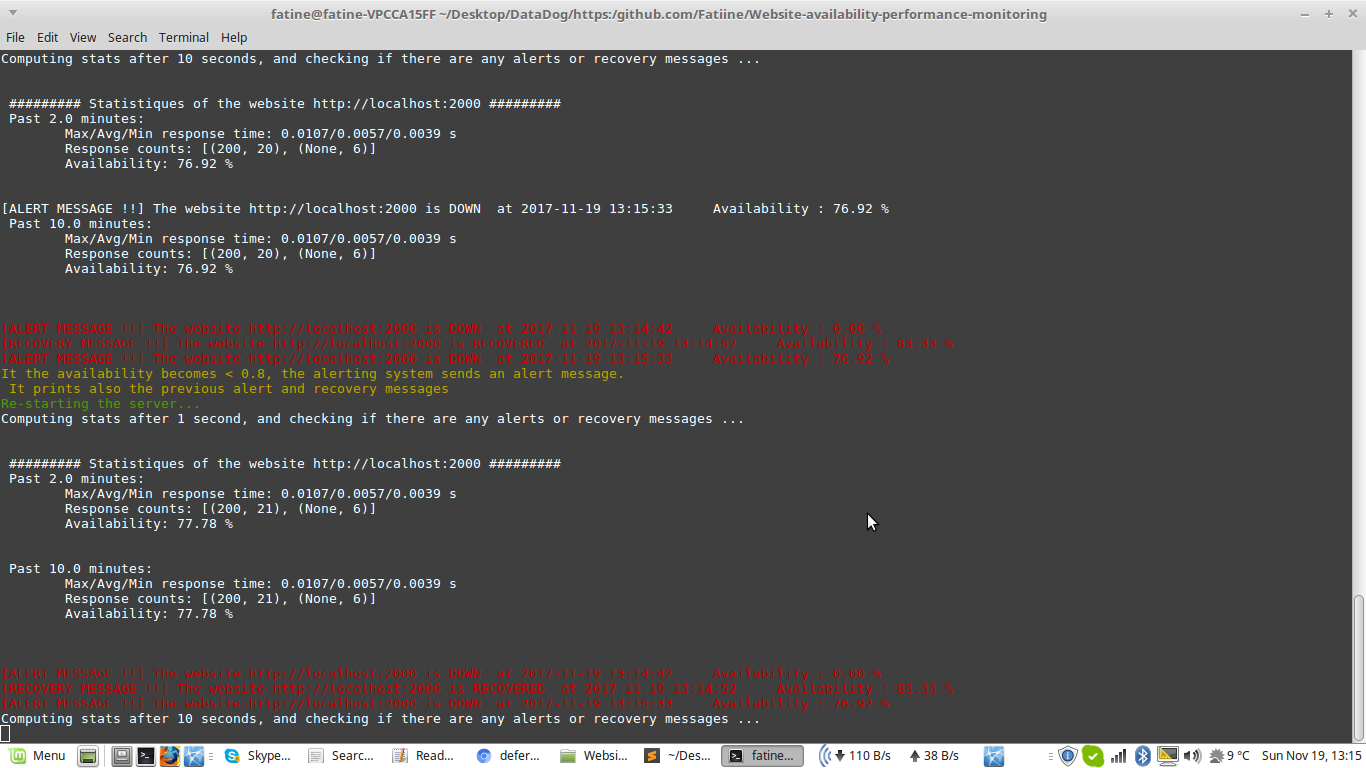 fatine@fatine-VPCCA15FF ~/Desktop/DataDog/https:/github.com/Fatiine/Website-availability-performance-monitoring
File Edit View Search Terminal Help
Computing stats after 10 seconds, and checking if there are any alerts or recovery messages ...
######### Statistiques of the website http://localhost:2000 #########
Past 2.0 minutes:
Max/Avg/Min response time: 0.0107/0.0057/0.0039 s
Response counts: [(200, 20), (None, 6)]
Availability: 76.92 %
[ALERT MESSAGE !!] The website http://localhost:2000 is DOWN at 2017-11-19 13:15:33 Availability : 76.92 %
Past 10.0 minutes:
Max/Avg/Min response time: 0.0107/0.0057/0.0039 s
Response counts: [(200, 20), (None, 6)]
Availability: 76.92 %
[ALERT MESSAGE !!] The website http://localhost:2000 is DOWN at 2017-11-19 13:14:42 Availability : 0.00 %
[RECOVERY MESSAGE !!] The website http://localhost:2000 is RECOVERED at 2017-11-19 13:14:52 Availability : 83.33 %
[ALERT MESSAGE !!] The website http://localhost:2000 is DOWN at 2017-11-19 13:15:33 Availability : 76.92 %
It the availability becomes < 0.8, the alerting system sends an alert message.
It prints also the previous alert and recovery messages
Re-starting the server...
Computing stats after 1 second, and checking if there are any alerts or recovery messages ...
######### Statistiques of the website http://localhost:2000 #########
Past 2.0 minutes:
Max/Avg/Min response time: 0.0107/0.0057/0.0039 s
Response counts: [(200, 21), (None, 6)]
Availability: 77.78 %
Past 10.0 minutes:
Max/Avg/Min response time: 0.0107/0.0057/0.0039 s
Response counts: [(200, 21), (None, 6)]
Availability: 77.78 %
[ALERT MESSAGE !!] The website http://localhost:2000 is DOWN at 2017-11-19 13:14:42 Availability : 0.00 %
[RECOVERY MESSAGE !!] The website http://localhost:2000 is RECOVERED at 2017-11-19 13:14:52 Availability : 83.33 %
[ALERT MESSAGE !!] The website http://localhost:2000 is DOWN at 2017-11-19 13:15:33 Availability : 76.92 %
Computing stats after 10 seconds, and checking if there are any alerts or recovery messages ...
Menu Skype... Searc... Read... defer... Websi... ~/Des... fatine... 110 B/s 38 B/s 9 °C Sun Nov 19, 13:15